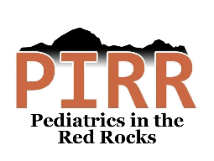 PIRR
Pediatrics in the
Red Rocks